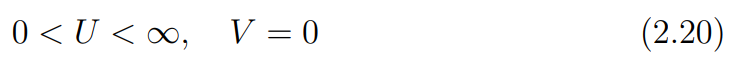 0 < U < ∞, V = 0 (2.20)